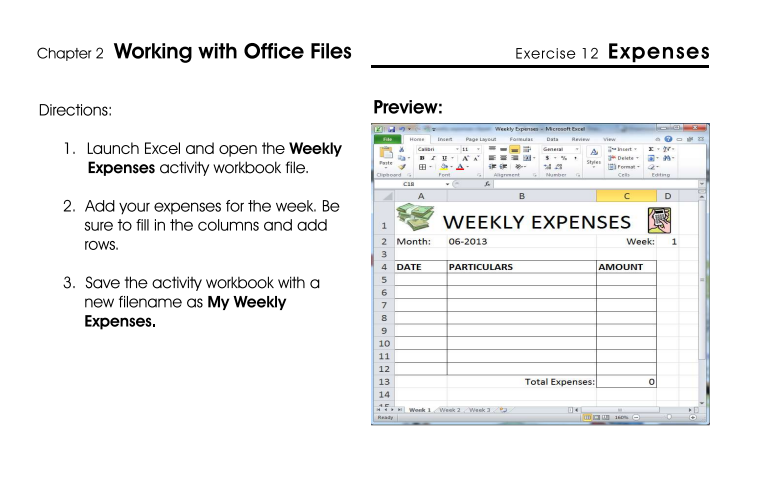 Chapter 2 Working with Office Files
Exercise 12 Expenses
Directions:
1. Launch Excel and open the Weekly
Expenses activity workbook file.
2. Add your expenses for the week. Be
sure to fill in the columns and add
rows.
3. Save the activity workbook with a
new filename as My Weekly
Expenses.
Preview:
Weekly Expenses - Microsoft Excel
File Home Insert Page Layout Formulas Data Review View
Calibri 11 General Insert
B I U A A $ % , Delete
Paste Styles Format
Clipboard Font Alignment Number Cells Editing
C18 fx
A B C D
1 WEEKLY EXPENSES
2 Month: 06-2013 Week: 1
3
4 DATE PARTICULARS AMOUNT
5
6
7
8
9
10
11
12
13 Total Expenses: 0
14
15
Week 1 Week 2 Week 3
Ready 160%